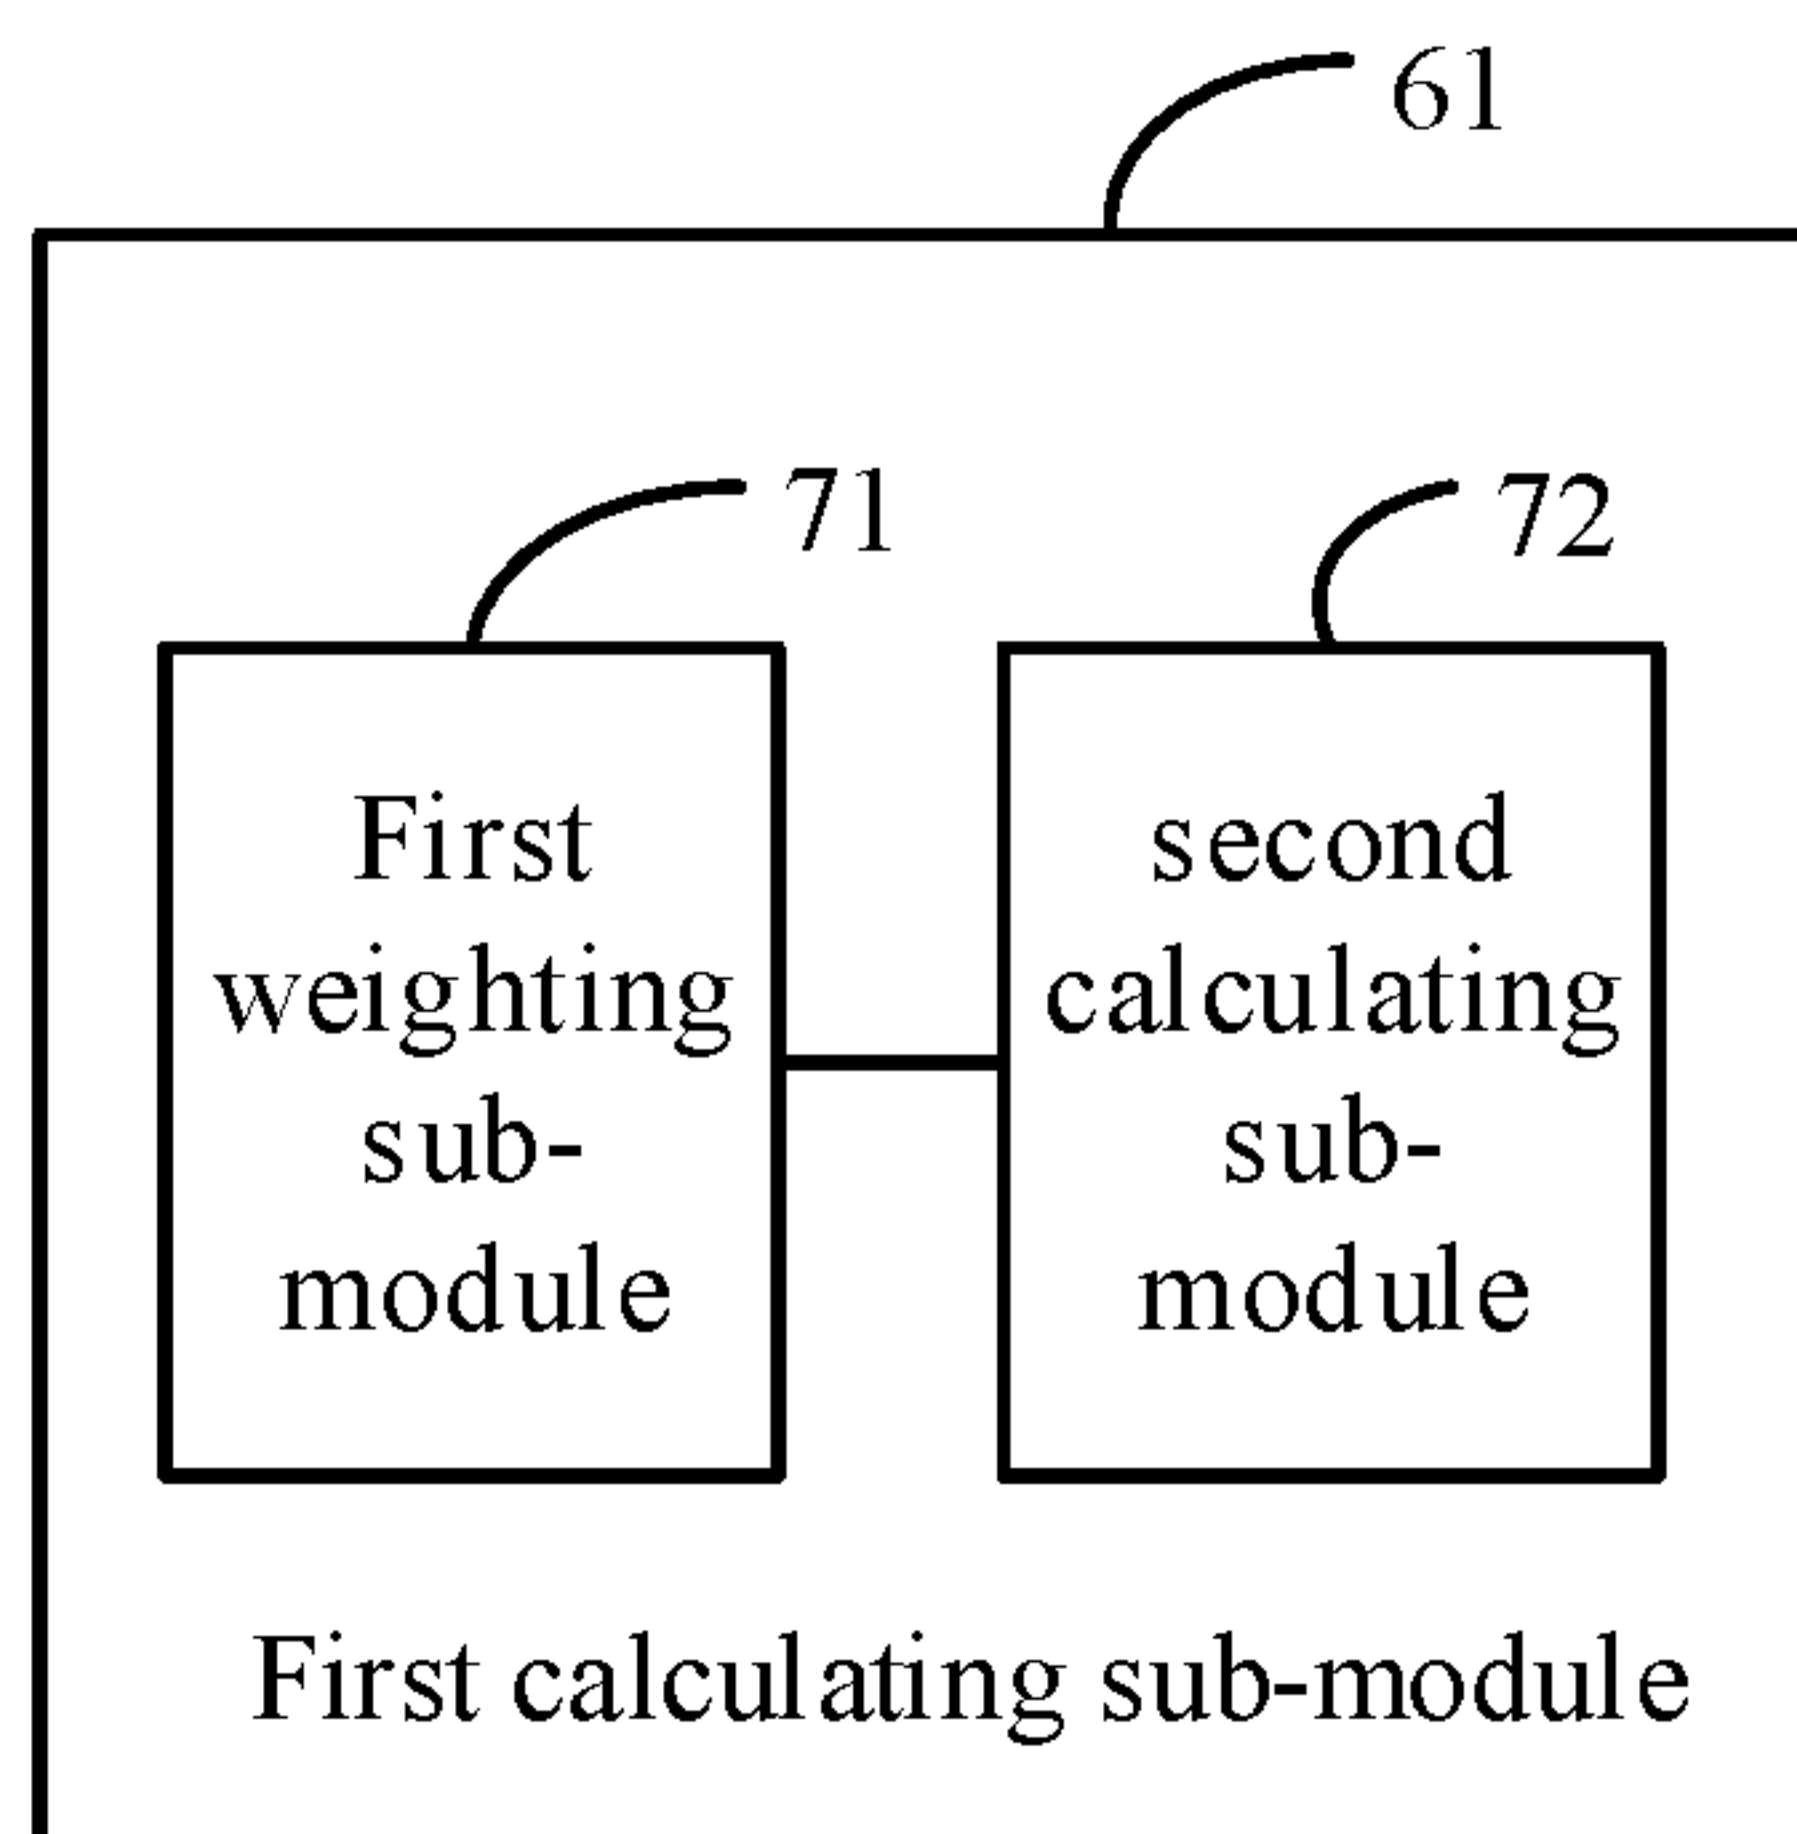 61
71
72
First
weighting
sub-
module
second
calculating
sub-
module
First calculating sub-module